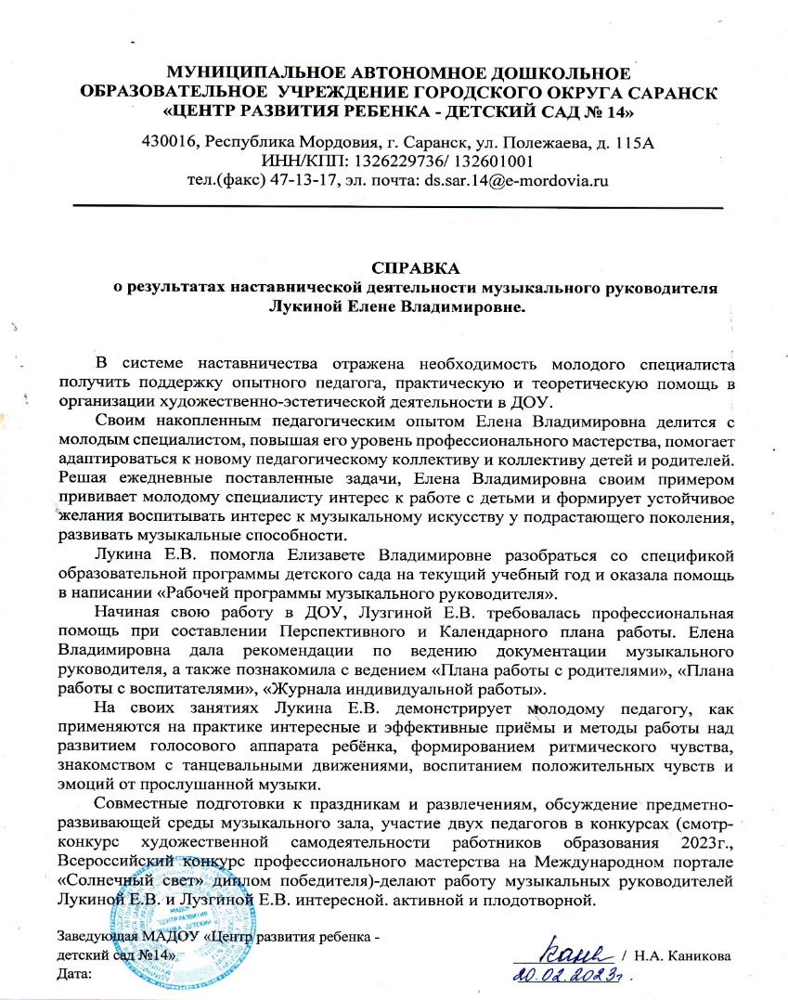 МУНИЦИПАЛЬНОЕ АВТОНОМНОЕ ДОШКОЛЬНОЕ
ОБРАЗОВАТЕЛЬНОЕ УЧРЕЖДЕНИЕ ГОРОДСКОГО ОКРУГА САРАНСК
«ЦЕНТР РАЗВИТИЯ РЕБЕНКА - ДЕТСКИЙ САД № 14»
430016, Республика Мордовия, г. Саранск, ул. Полежаева, д. 115А
ИНН/КПП: 1326229736/ 132601001
тел.(факс) 47-13-17, эл. почта: ds.sar.14@e-mordovia.ru
СПРАВКА
о результатах наставнической деятельности музыкального руководителя
Лукиной Елене Владимировне.
В системе наставничества отражена необходимость молодого специалиста
получить поддержку опытного педагога, практическую и теоретическую помощь в
организации художественно-эстетической деятельности в ДОУ.
Своим накопленным педагогическим опытом Елена Владимировна делится с
молодым специалистом, повышая его уровень профессионального мастерства, помогает
адаптироваться к новому педагогическому коллективу и коллективу детей и родителей.
Решая ежедневные поставленные задачи, Елена Владимировна своим примером
прививает молодому специалисту интерес к работе с детьми и формирует устойчивое
желания воспитывать интерес к музыкальному искусству у подрастающего поколения,
развивать музыкальные способности.
Лукина Е.В. помогла Елизавете Владимировне разобраться со спецификой
образовательной программы детского сада на текущий учебный год и оказала помощь
в написании «Рабочей программы музыкального руководителя».
Начиная свою работу в ДОУ, Лузгиной Е.В. требовалась профессиональная
помощь при составлении Перспективного и Календарного плана работы. Елена
Владимировна дала рекомендации по ведению документации музыкального
руководителя, а также познакомила с ведением «Плана работы с родителями», «Плана
работы с воспитателями», «Журнала индивидуальной работы».
На своих занятиях Лукина Е.В. демонстрирует молодому педагогу, как
применяются на практике интересные и эффективные приёмы и методы работы над
развитием голосового аппарата ребёнка, формированием ритмического чувства,
знакомством с танцевальными движениями, воспитанием положительных чувств и
эмоций от прослушанной музыки.
Совместные подготовки к праздникам и развлечениям, обсуждение предметно-
развивающей среды музыкального зала, участие двух педагогов в конкурсах (смотр-
конкурс художественной самодеятельности работников образования 2023г.,
Всероссийский конкурс профессионального мастерства на Международном портале
«Солнечный свет» диплом победителя)-делают работу музыкальных руководителей
Лукиной Е.В. и Лузгиной Е.В. интересной. активной и плодотворной.
Заведующая МАДОУ «Центр развития ребенка -
детский сад №14» / Н.А. Каникова
Дата: 20.02.2023г.
МАДОУ
"ЦЕНТР РАЗВИТИЯ